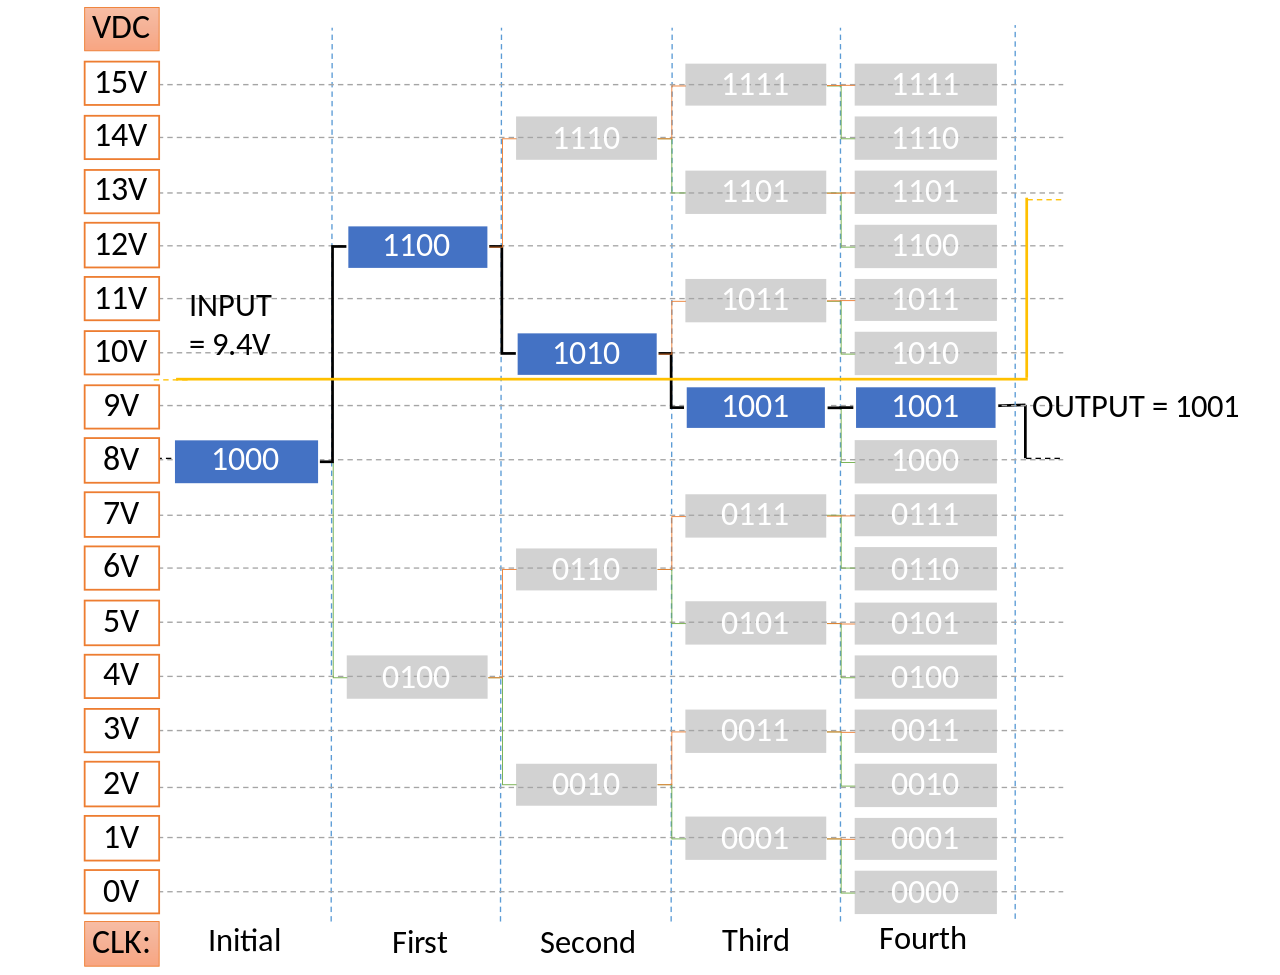 VDC
15V 1111 1111
14V 1110 1110
13V 1101 1101
12V 1100 1100
11V 1011 1011
INPUT
= 9.4V
10V 1010 1010
9V 1001 1001 OUTPUT = 1001
8V 1000 1000
7V 0111 0111
6V 0110 0110
5V 0101 0101
4V 0100 0100
3V 0011 0011
2V 0010 0010
1V 0001 0001
0V 0000
CLK: Initial First Second Third Fourth